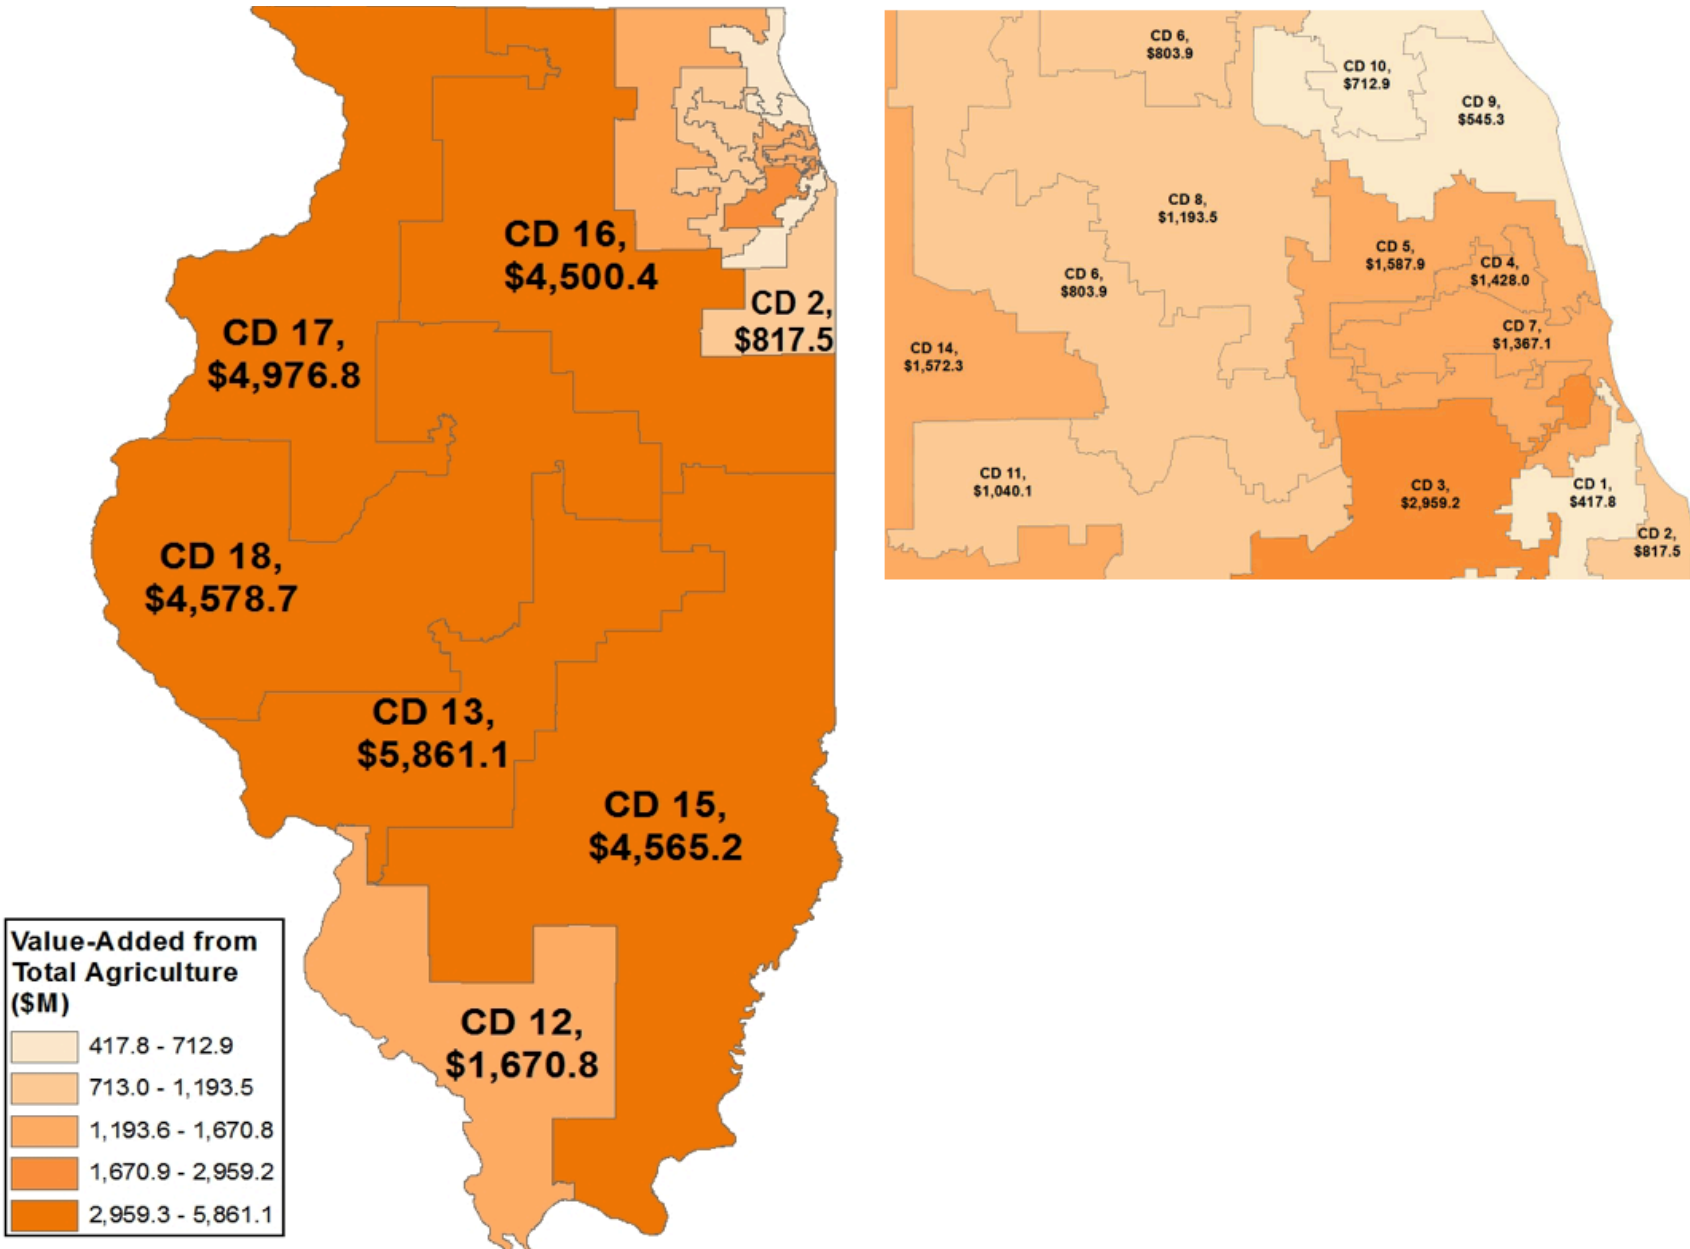 CD 16,
$4,500.4
CD 2,
$817.5
CD 17,
$4,976.8
CD 18,
$4,578.7
CD 13,
$5,861.1
CD 15,
$4,565.2
CD 12,
$1,670.8
Value-Added from
Total Agriculture
($M)
417.8 - 712.9
713.0 - 1,193.5
1,193.6 - 1,670.8
1,670.9 - 2,959.2
2,959.3 - 5,861.1
CD 6,
$803.9
CD 10,
$712.9
CD 9,
$545.3
CD 8,
$1,193.5
CD 5,
$1,587.9
CD 4,
$1,428.0
CD 6,
$803.9
CD 7,
$1,367.1
CD 14,
$1,572.3
CD 11,
$1,040.1
CD 3,
$2,959.2
CD 1,
$417.8
CD 2,
$817.5